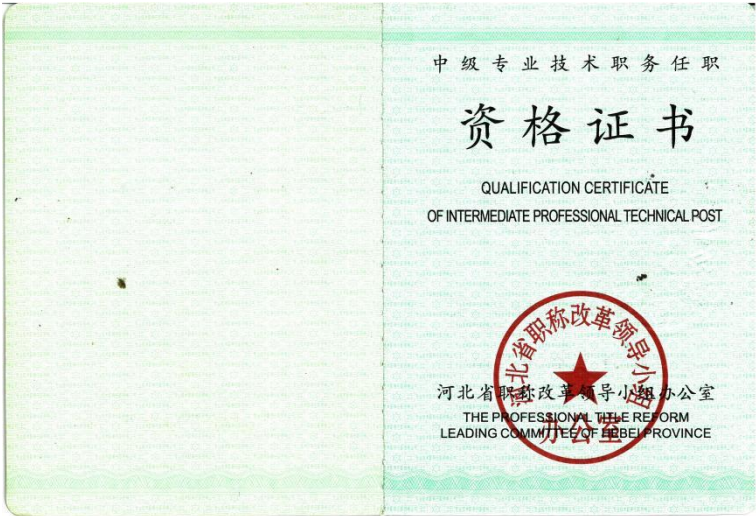 中级专业技术职务任职
资格证书
QUALIFICATION CERTIFICATE
OF INTERMEDIATE PROFESSIONAL TECHNICAL POST
河北省职称改革领导小组
办公室
河北省职称改革领导小组办公室
THE PROFESSIONAL TITLE REFORM
LEADING COMMITTEE OF HEBEI PROVINCE